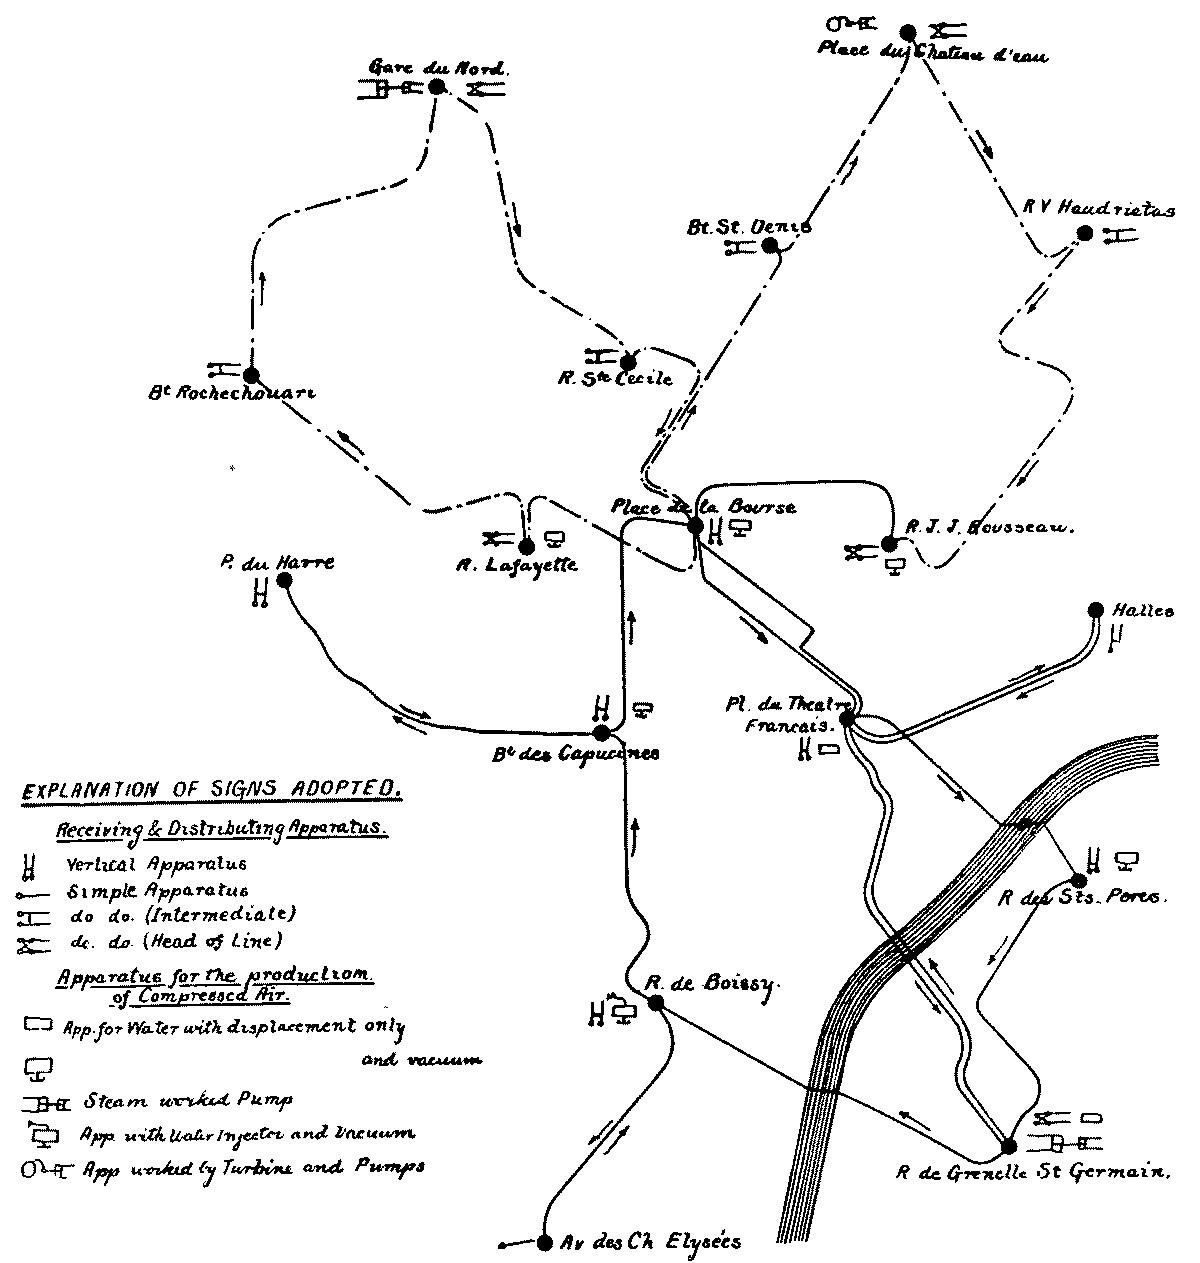 Place du Chateau d'eau
Gare du Nord.
R V Haudriettes
Bt. St. Denis
R. Ste Cecile
Bt Rochechouart
Place de la Bourse
R. J. J. Rousseau.
P. du Harre
R. Lafayette
Halles
Pl. du Theatre
Francais.
Bt des Capucines
EXPLANATION OF SIGNS ADOPTED.
Receiving & Distributing Apparatus.
Vertical Apparatus
Simple Apparatus
do do. (Intermediate)
do. do. (Head of Line)
Apparatus for the production
of Compressed Air.
App. for Water with displacement only
and vacuum
Steam worked Pump
App with Water Injector and Vacuum
App worked by Turbine and Pumps
R des Sts. Peres.
R. de Boissy.
R de Grenelle St Germain.
Av des Ch Elysées